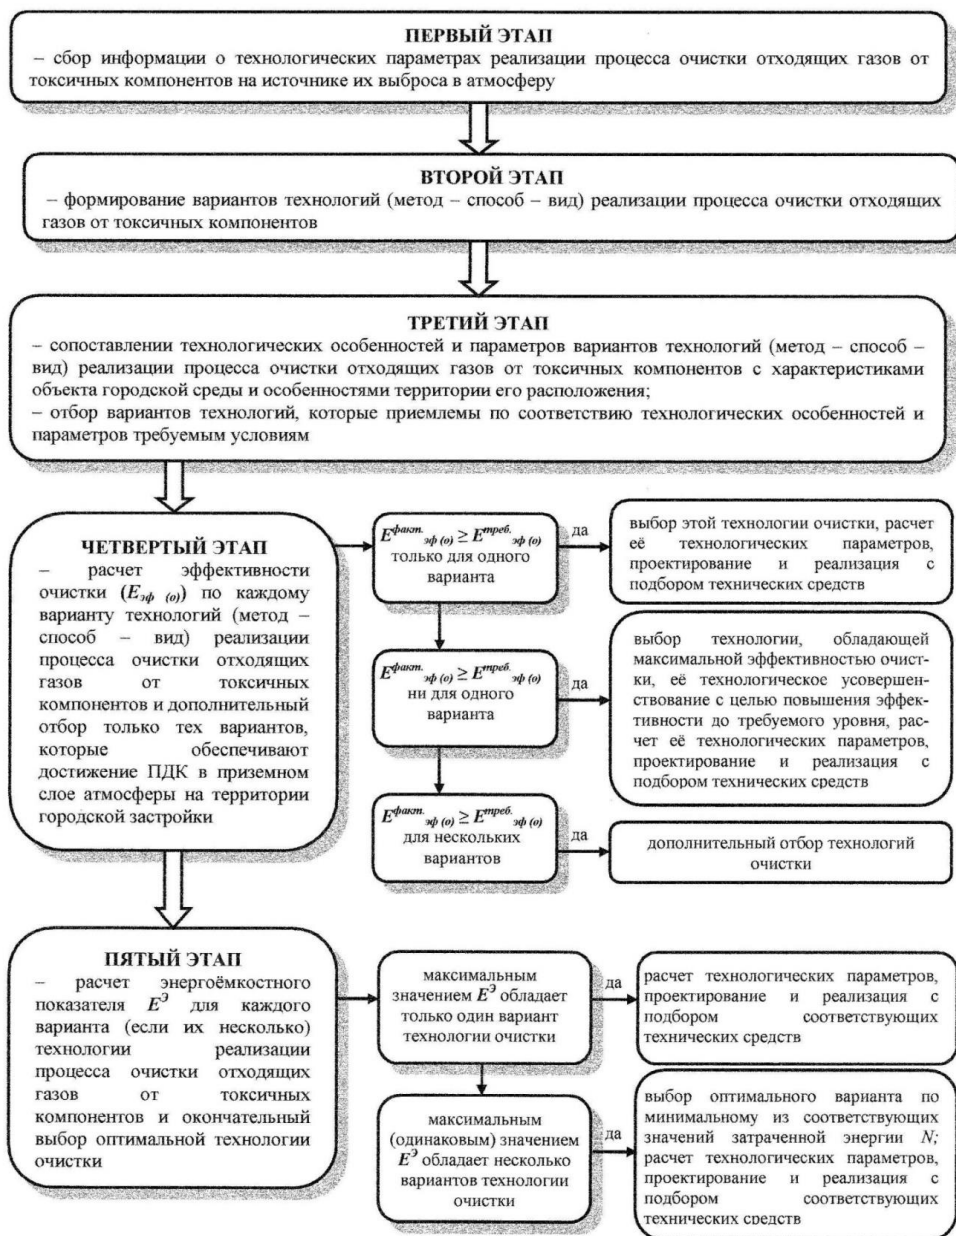 ПЕРВЫЙ ЭТАП
– сбор информации о технологических параметрах реализации процесса очистки отходящих газов от
токсичных компонентов на источнике их выброса в атмосферу
ВТОРОЙ ЭТАП
– формирование вариантов технологий (метод – способ – вид) реализации процесса очистки отходящих
газов от токсичных компонентов
ТРЕТИЙ ЭТАП
– сопоставлении технологических особенностей и параметров вариантов технологий (метод – способ –
вид) реализации процесса очистки отходящих газов от токсичных компонентов с характеристиками
объекта городской среды и особенностями территории его расположения;
– отбор вариантов технологий, которые приемлемы по соответствию технологических особенностей и
параметров требуемым условиям
ЧЕТВЕРТЫЙ ЭТАП
– расчет эффективности
очистки (E эф (о)) по каждому
варианту технологий (метод –
способ – вид) реализации
процесса очистки отходящих
газов от токсичных
компонентов и дополнительный
отбор только тех вариантов,
которые обеспечивают
достижение ПДК в приземном
слое атмосферы на территории
городской застройки
E факт. эф (о) ≥ E треб. эф (о)
только для одного
варианта
да
выбор этой технологии очистки, расчет
её технологических параметров,
проектирование и реализация с
подбором технических средств
E факт. эф (о) ≥ E треб. эф (о)
ни для одного
варианта
да
выбор технологии, обладающей
максимальной эффективностью очист-
ки, её технологическое усовершен-
ствование с целью повышения эффек-
тивности до требуемого уровня, рас-
чет её технологических параметров,
проектирование и реализация с
подбором технических средств
E факт. эф (о) ≥ E треб. эф (о)
для нескольких
вариантов
да
дополнительный отбор технологий
очистки
ПЯТЫЙ ЭТАП
– расчет энергоёмкостного
показателя E Э для каждого
варианта (если их несколько)
технологии реализации
процесса очистки отходящих
газов от токсичных
компонентов и окончательный
выбор оптимальной технологии
очистки
максимальным
значением E Э обладает
только один вариант
технологии очистки
да
расчет технологических параметров,
проектирование и реализация с
подбором соответствующих
технических средств
максимальным
(одинаковым) значением
E Э обладает несколько
вариантов технологии
очистки
да
выбор оптимального варианта по
минимальному из соответствующих
значений затраченной энергии N;
расчет технологических параметров,
проектирование и реализация с
подбором соответствующих
технических средств